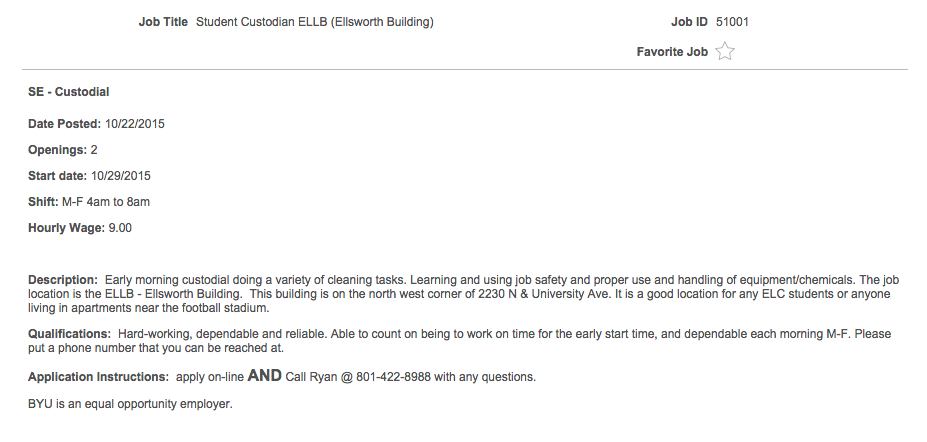 Job Title Student Custodian ELLB (Ellsworth Building) Job ID 51001
Favorite Job
SE - Custodial
Date Posted: 10/22/2015
Openings: 2
Start date: 10/29/2015
Shift: M-F 4am to 8am
Hourly Wage: 9.00
Description: Early morning custodial doing a variety of cleaning tasks. Learning and using job safety and proper use and handling of equipment/chemicals. The job
location is the ELLB - Ellsworth Building. This building is on the north west corner of 2230 N & University Ave. It is a good location for any ELC students or anyone
living in apartments near the football stadium.
Qualifications: Hard-working, dependable and reliable. Able to count on being to work on time for the early start time, and dependable each morning M-F. Please
put a phone number that you can be reached at.
Application Instructions: apply on-line AND Call Ryan @ 801-422-8988 with any questions.
BYU is an equal opportunity employer.